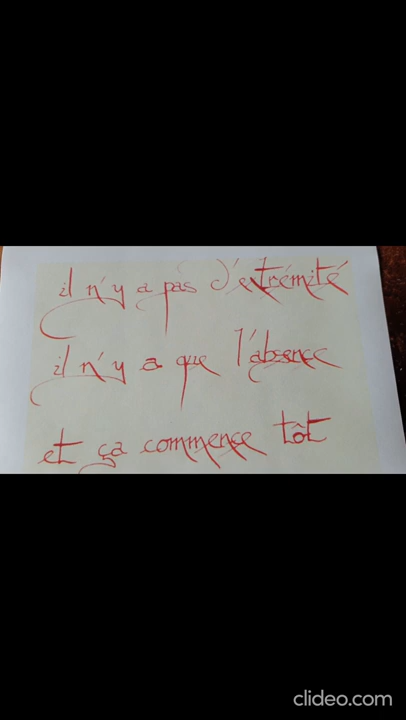 il n'y a pas d'extrémité
il n'y a que l'absence
et ça commence tôt
clideo.com